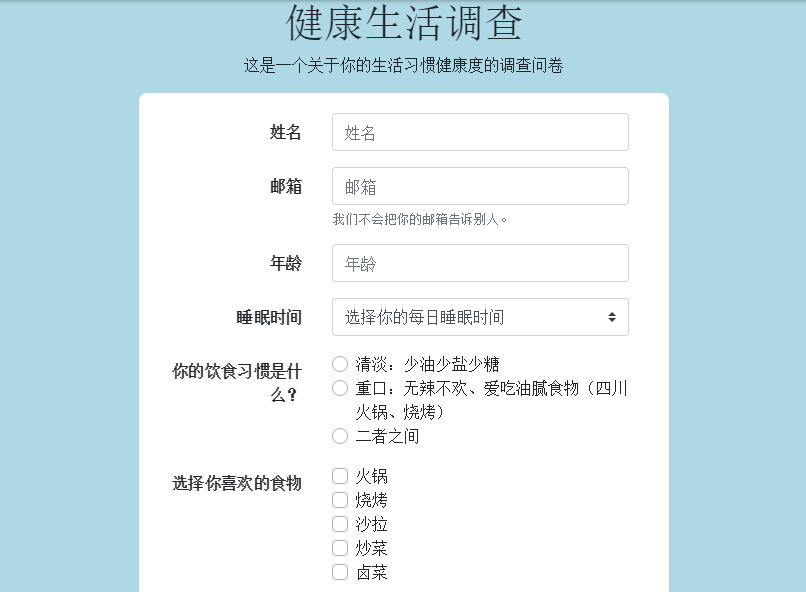 健康生活调查
这是一个关于你的生活习惯健康度的调查问卷
姓名
姓名
邮箱
邮箱
我们不会把你的邮箱告诉别人。
年龄
年龄
睡眠时间
选择你的每日睡眠时间
你的饮食习惯是什
么？
清淡：少油少盐少糖
重口：无辣不欢、爱吃油腻食物（四川
火锅、烧烤）
二者之间
选择你喜欢的食物
火锅
烧烤
沙拉
炒菜
卤菜